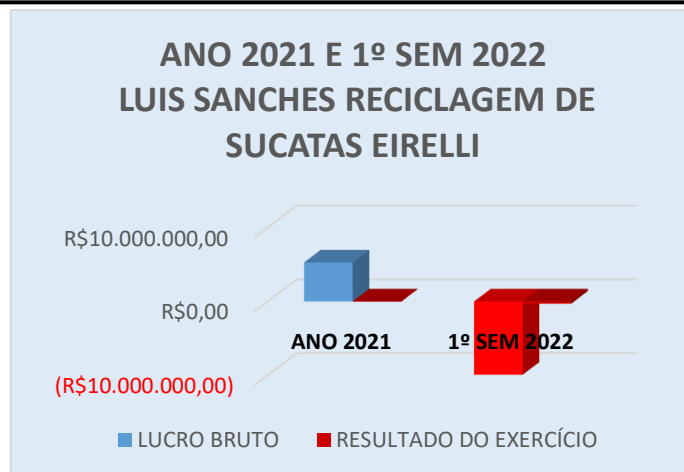 ANO 2021 E 1º SEM 2022
LUIS SANCHES RECICLAGEM DE
SUCATAS EIRELLI
R$10.000.000,00
R$0,00
(R$10.000.000,00)
ANO 2021
1º SEM 2022
LUCRO BRUTO
RESULTADO DO EXERCÍCIO